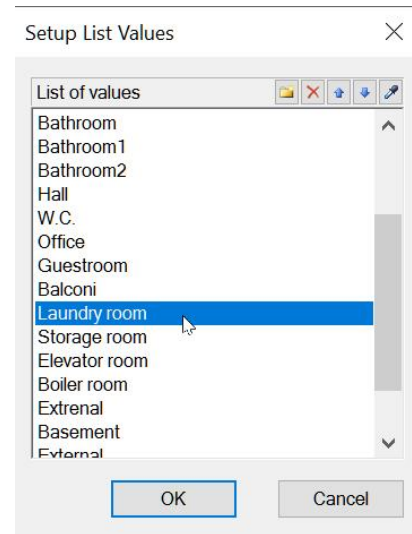 Setup List Values
List of values
Bathroom
Bathroom1
Bathroom2
Hall
W.C.
Office
Guestroom
Balconi
Laundry room
Storage room
Elevator room
Boiler room
Extrenal
Basement
External
OK
Cancel